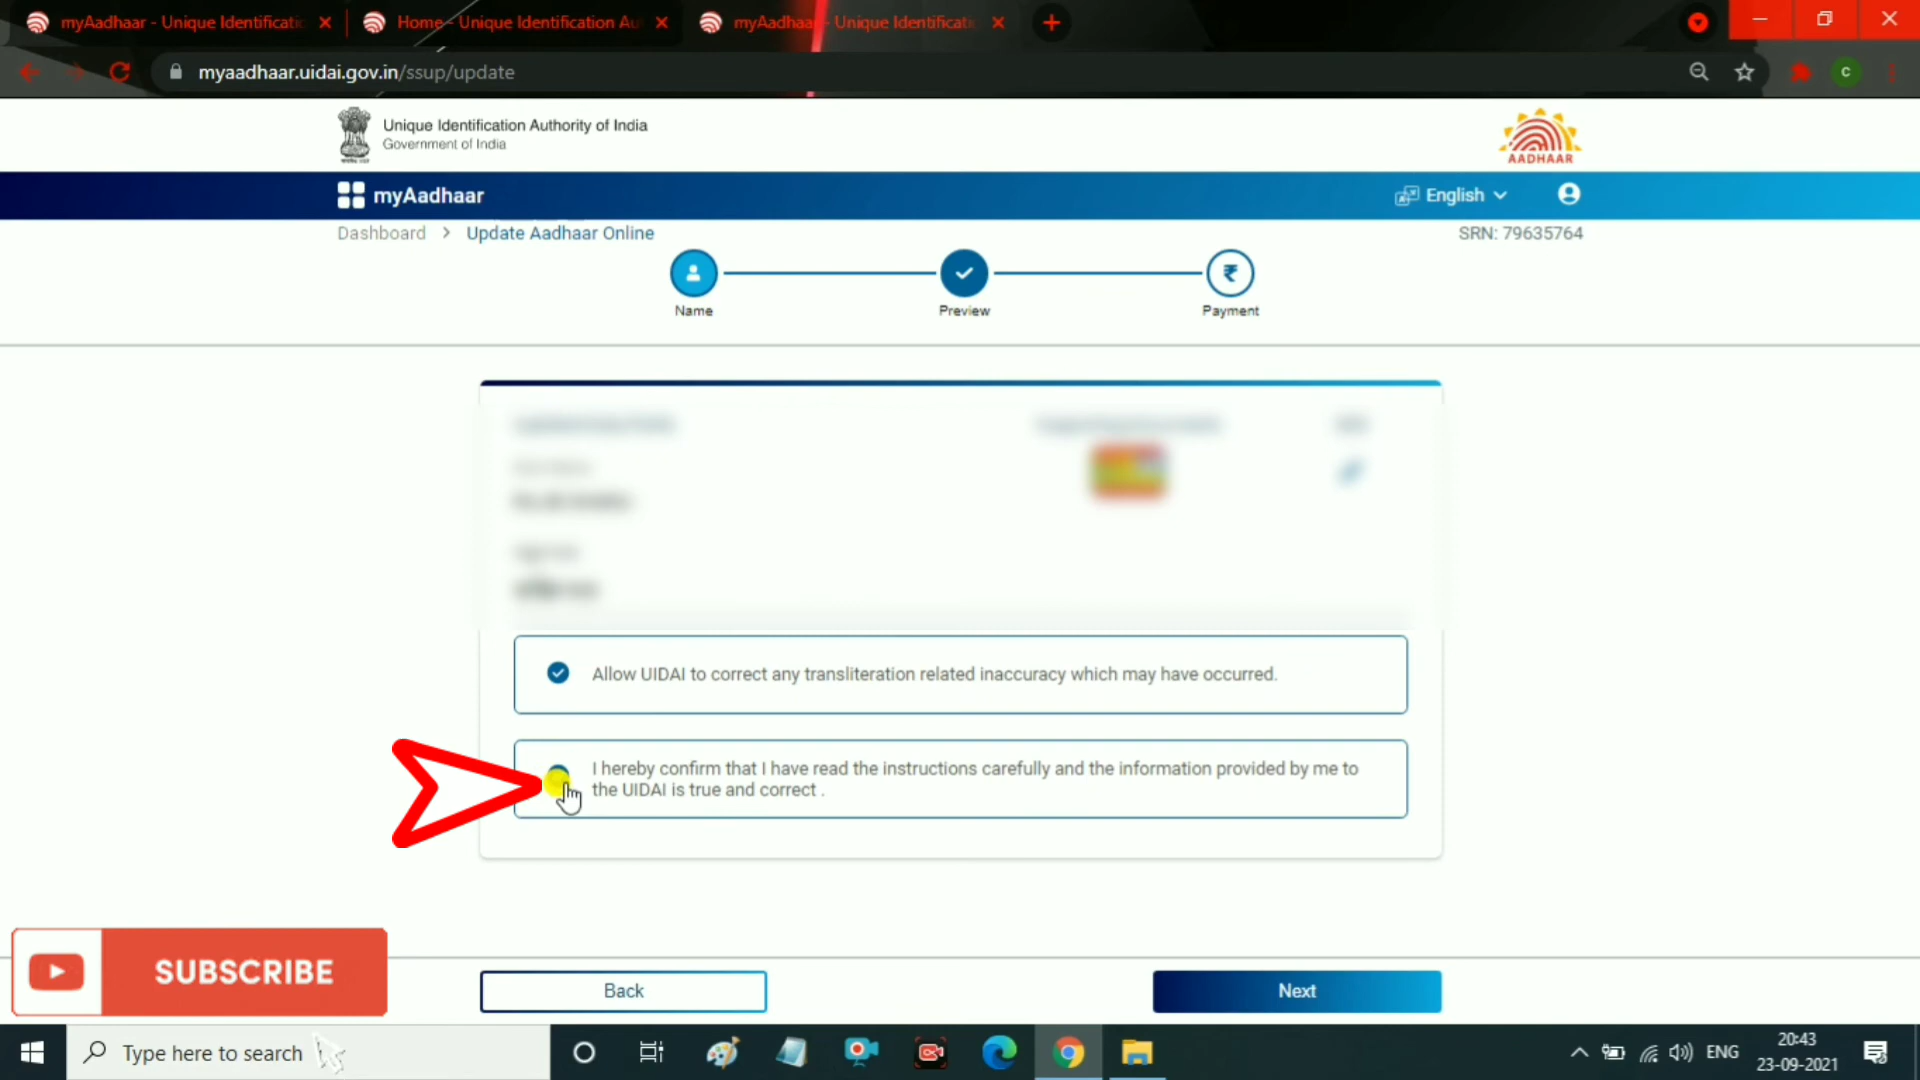 myAadhaar - Unique Identificatic
Home - Unique Identification Au
myAadhaar - Unique Identificatic
myaadhaar.uidai.gov.in/ssup/update
C
Unique Identification Authority of India
Government of India
AADHAAR
myAadhaar
English
Dashboard > Update Aadhaar Online
SRN: 79635764
₹
Name
Preview
Payment
Allow UIDAI to correct any transliteration related inaccuracy which may have occurred.
I hereby confirm that I have read the instructions carefully and the information provided by me to
the UIDAI is true and correct .
SUBSCRIBE
Back
Next
Type here to search
ENG
20:43
23-09-2021